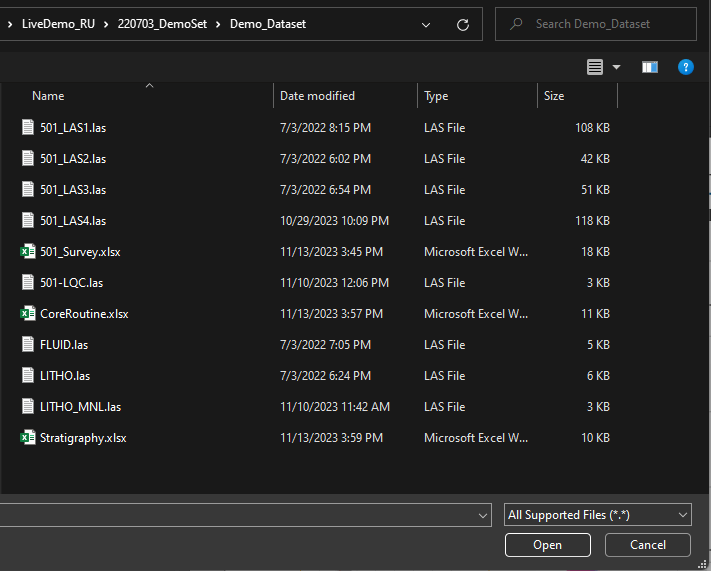 LiveDemo_RU > 220703_DemoSet > Demo_Dataset
Search Demo_Dataset
Name Date modified Type Size
501_LAS1.las 7/3/2022 8:15 PM LAS File 108 KB
501_LAS2.las 7/3/2022 6:02 PM LAS File 42 KB
501_LAS3.las 7/3/2022 6:54 PM LAS File 51 KB
501_LAS4.las 10/29/2023 10:09 PM LAS File 118 KB
501_Survey.xlsx 11/13/2023 3:45 PM Microsoft Excel W... 18 KB
501-LQC.las 11/10/2023 12:06 PM LAS File 3 KB
CoreRoutine.xlsx 11/13/2023 3:57 PM Microsoft Excel W... 11 KB
FLUID.las 7/3/2022 7:05 PM LAS File 5 KB
LITHO.las 7/3/2022 6:24 PM LAS File 6 KB
LITHO_MNL.las 11/10/2023 11:42 AM LAS File 3 KB
Stratigraphy.xlsx 11/13/2023 3:59 PM Microsoft Excel W... 10 KB
All Supported Files (*.*)
Open Cancel